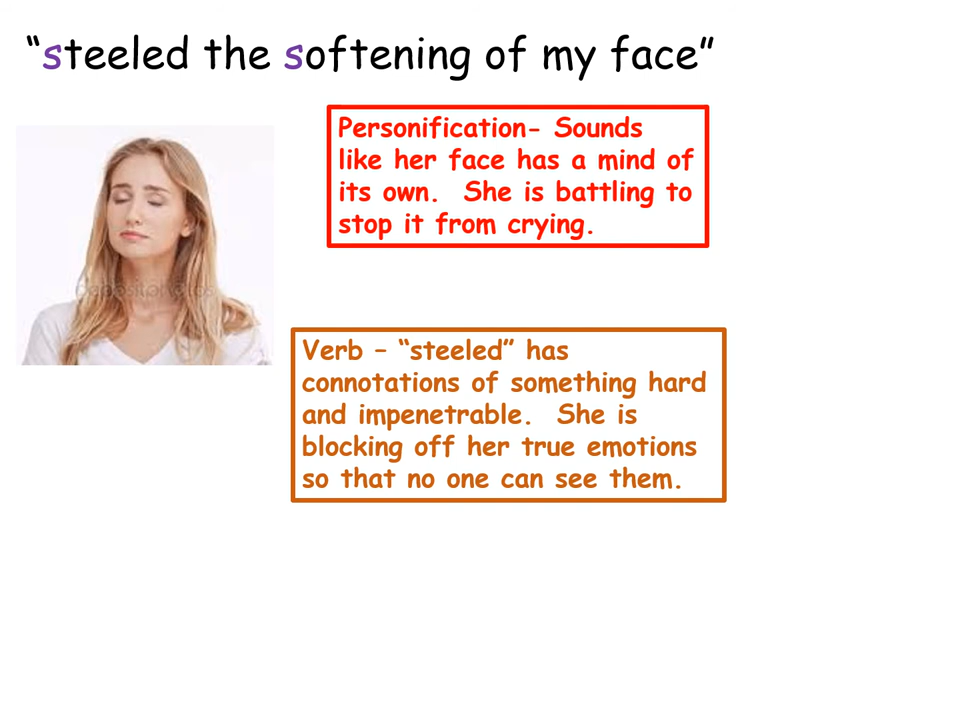 “steeled the softening of my face”
Personification- Sounds
like her face has a mind of
its own.  She is battling to
stop it from crying.
depositphotos
Verb – “steeled” has
connotations of something hard
and impenetrable.  She is
blocking off her true emotions
so that no one can see them.